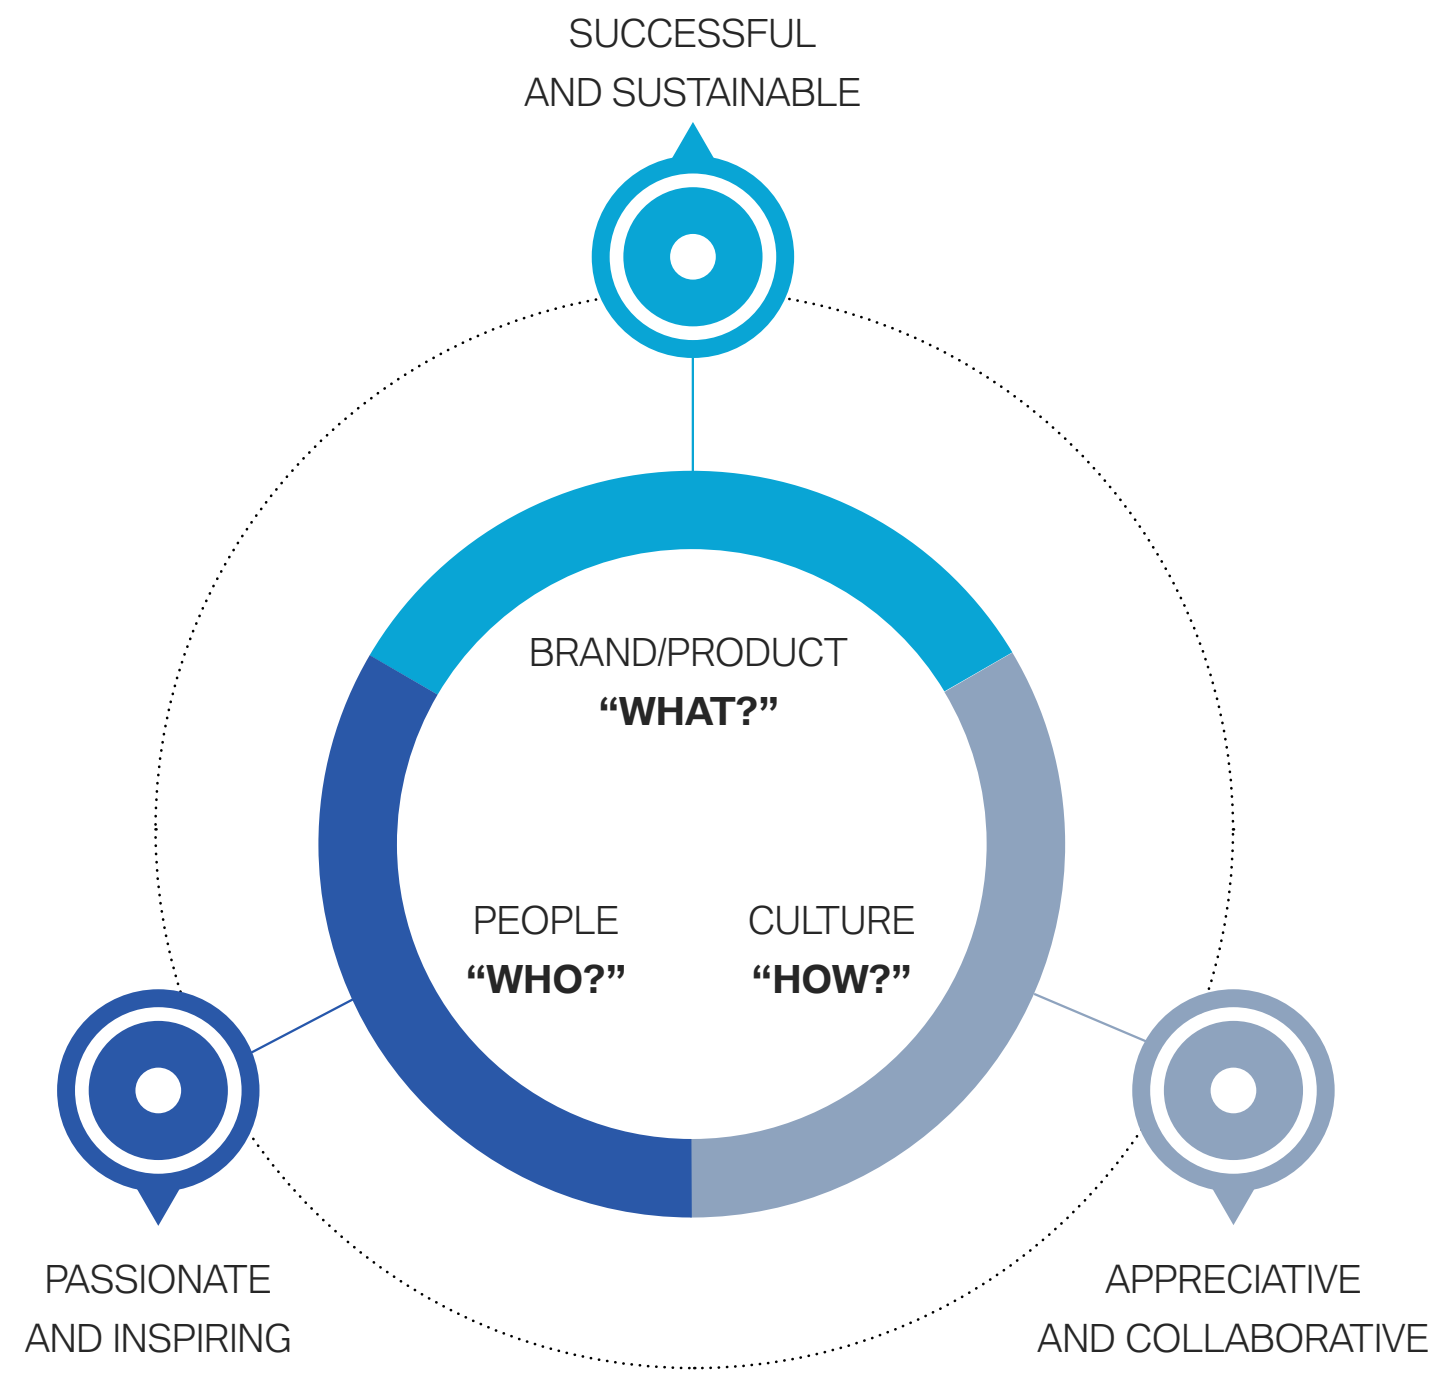 SUCCESSFUL
AND SUSTAINABLE
BRAND/PRODUCT
“WHAT?”
PEOPLE
“WHO?”
CULTURE
“HOW?”
PASSIONATE
AND INSPIRING
APPRECIATIVE
AND COLLABORATIVE